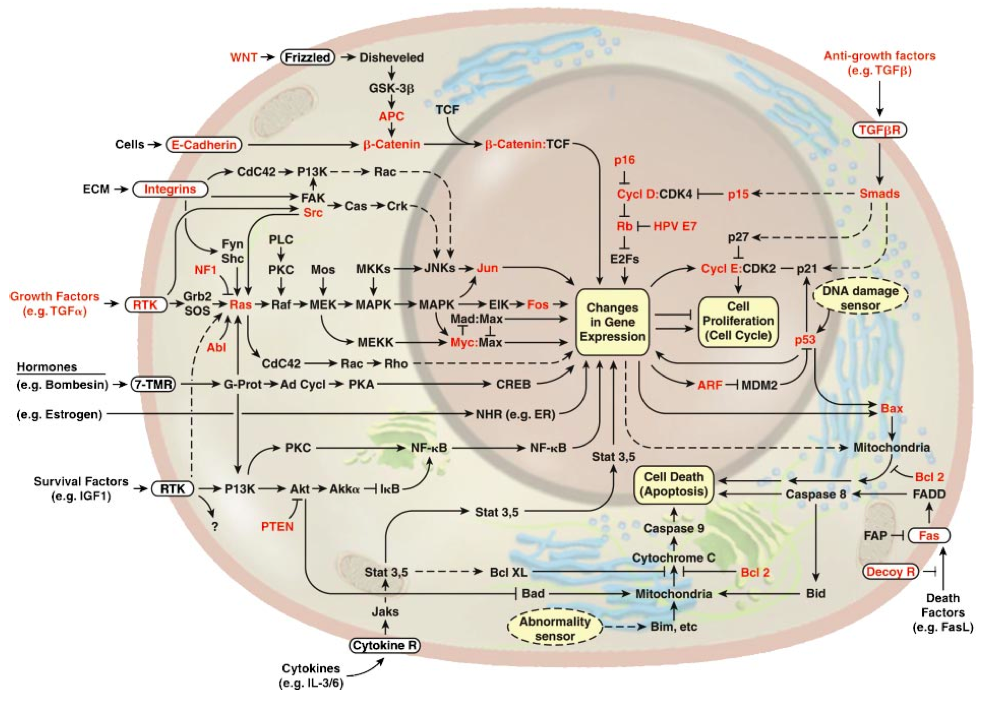 WNT
Frizzled
Disheveled
GSK-3β
APC
TCF
Cells
E-Cadherin
β-Catenin
β-Catenin:TCF
Anti-growth factors
(e.g. TGFβ)
TGFβR
Smads
ECM
Integrins
CdC42
P13K
Rac
FAK
Src
Cas
Crk
Fyn
Shc
PLC
PKC
NF1
Mos
MKKs
JNKs
Jun
p16
Cycl D:CDK4
p15
Rb
HPV E7
E2Fs
p27
Cycl E:CDK2
p21
DNA damage
sensor
Growth Factors
(e.g. TGFα)
RTK
Grb2
SOS
Ras
Raf
MEK
MAPK
MAPK
ElK
Fos
Mad:Max
MEKK
Myc:Max
Abl
CdC42
Rac
Rho
Changes
in Gene
Expression
Cell
Proliferation
(Cell Cycle)
p53
ARF
MDM2
Bax
Hormones
(e.g. Bombesin)
7-TMR
G-Prot
Ad Cycl
PKA
CREB
(e.g. Estrogen)
NHR (e.g. ER)
PKC
NF-κB
NF-κB
Stat 3,5
Mitochondria
Survival Factors
(e.g. IGF1)
RTK
P13K
Akt
Akkα
IκB
PTEN
?
Stat 3,5
Cell Death
(Apoptosis)
Bcl 2
Caspase 8
FADD
Caspase 9
FAP
Fas
Cytochrome C
Stat 3,5
Bcl XL
Bcl 2
Decoy R
Bad
Mitochondria
Bid
Death
Factors
(e.g. FasL)
Jaks
Abnormality
sensor
Bim, etc
Cytokine R
Cytokines
(e.g. IL-3/6)